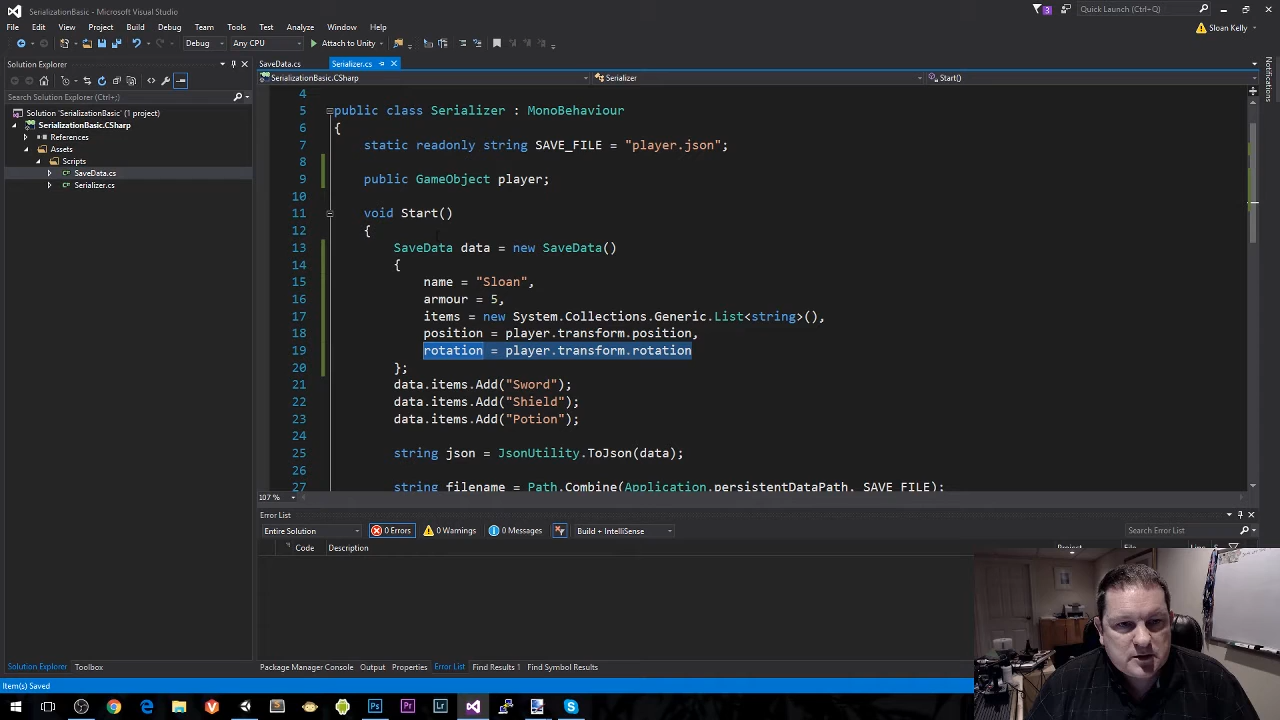 SerializationBasic - Microsoft Visual Studio
3
Quick Launch (Ctrl+Q)
File Edit View Project Build Debug Team Tools Test Analyze Window Help
Sloan Kelly
Debug Any CPU Attach to Unity
Solution Explorer
SaveData.cs Serializer.cs
SerializationBasic.CSharp Serializer Start()
Search Solution Explorer (Ctrl+;)
Solution 'SerializationBasic' (1 project)
SerializationBasic.CSharp
References
Assets
Scripts
SaveData.cs
Serializer.cs
4
5 public class Serializer : MonoBehaviour
6 {
7 static readonly string SAVE_FILE = "player.json";
8
9 public GameObject player;
10
11 void Start()
12 {
13 SaveData data = new SaveData()
14 {
15 name = "Sloan",
16 armour = 5,
17 items = new System.Collections.Generic.List<string>(),
18 position = player.transform.position,
19 rotation = player.transform.rotation
20 };
21 data.items.Add("Sword");
22 data.items.Add("Shield");
23 data.items.Add("Potion");
24
25 string json = JsonUtility.ToJson(data);
26
27 string filename = Path.Combine(Application.persistentDataPath, SAVE_FILE);
107 %
Error List
Entire Solution 0 Errors 0 Warnings 0 Messages Build + IntelliSense
Search Error List
Code Description Project File
Solution Explorer Toolbox
Package Manager Console Output Properties Error List Find Results 1 Find Symbol Results
Item(s) Saved
Notifications